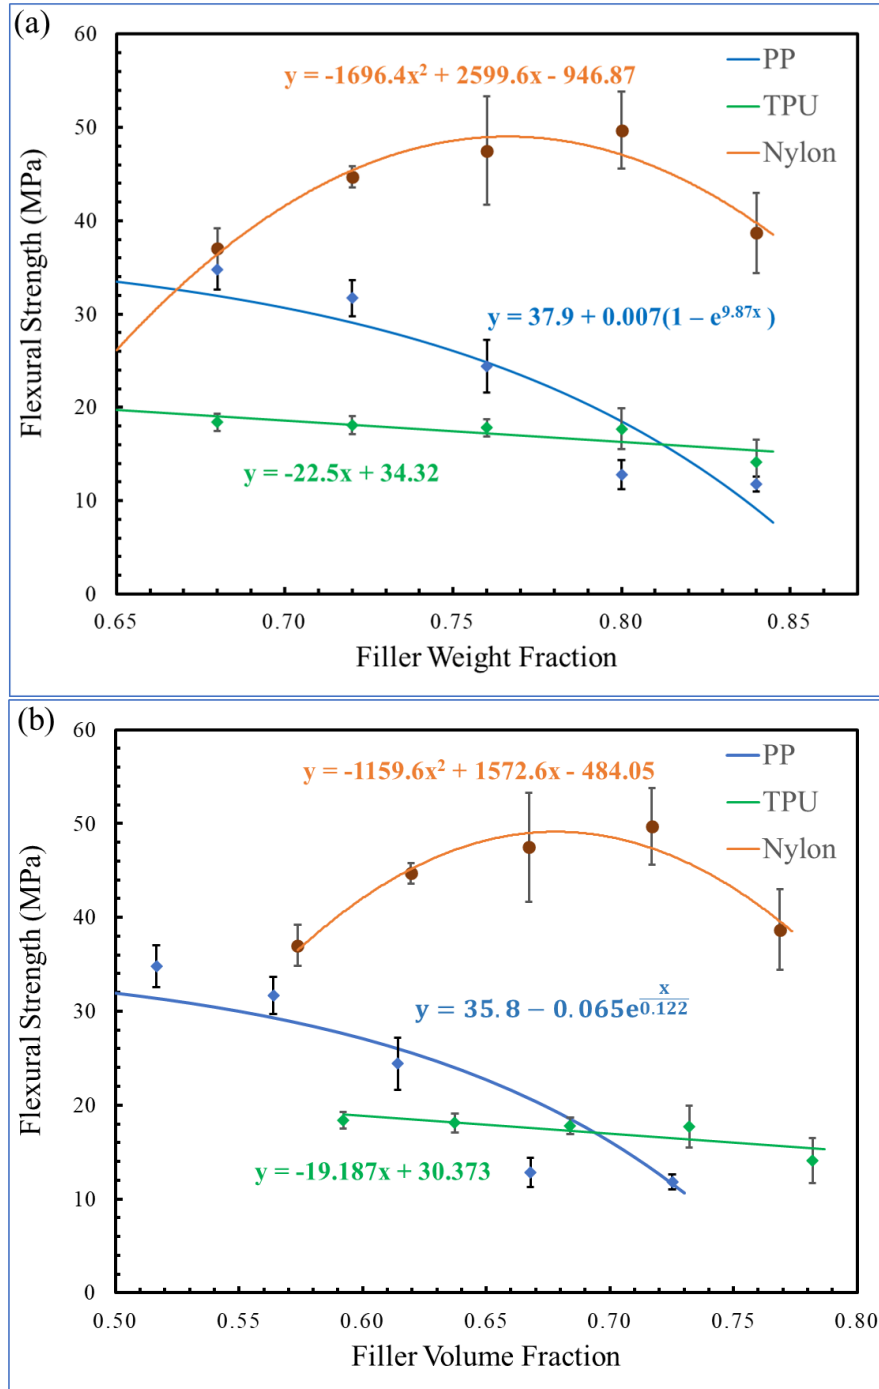 (a)
60
50
40
30
20
10
0
Flexural Strength (MPa)
y = -1696.4x² + 2599.6x - 946.87
PP
TPU
Nylon
y = 37.9 + 0.007(1 – e^9.87x )
y = -22.5x + 34.32
0.65 0.70 0.75 0.80 0.85
Filler Weight Fraction
(b)
60
50
40
30
20
10
0
Flexural Strength (MPa)
y = -1159.6x² + 1572.6x - 484.05
PP
TPU
Nylon
y = 35.8 − 0.065e^x/0.122
y = -19.187x + 30.373
0.50 0.55 0.60 0.65 0.70 0.75 0.80
Filler Volume Fraction